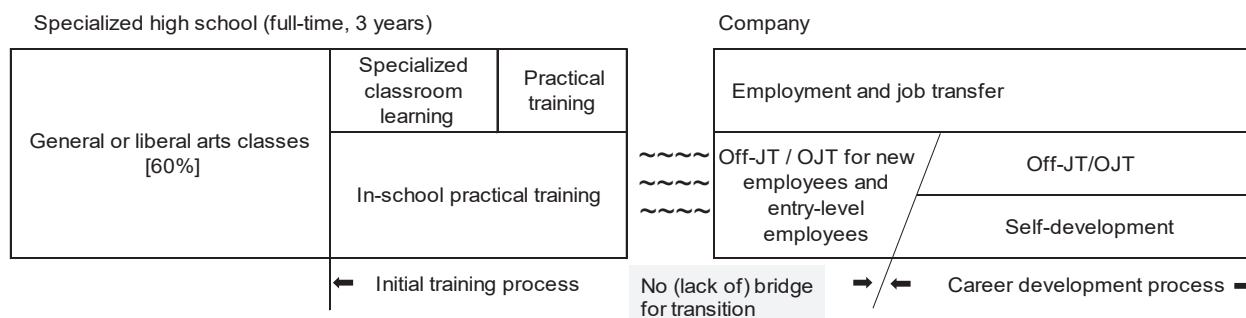 Specialized high school (full-time, 3 years)
Company
General or liberal arts classes
[60%]
Specialized
classroom
learning
Practical
training
In-school practical training
~~~~
~~~~
~~~~
Employment and job transfer
Off-JT / OJT for new
employees and
entry-level
employees
Off-JT/OJT
Self-development
Initial training process
No (lack of) bridge
for transition
Career development process